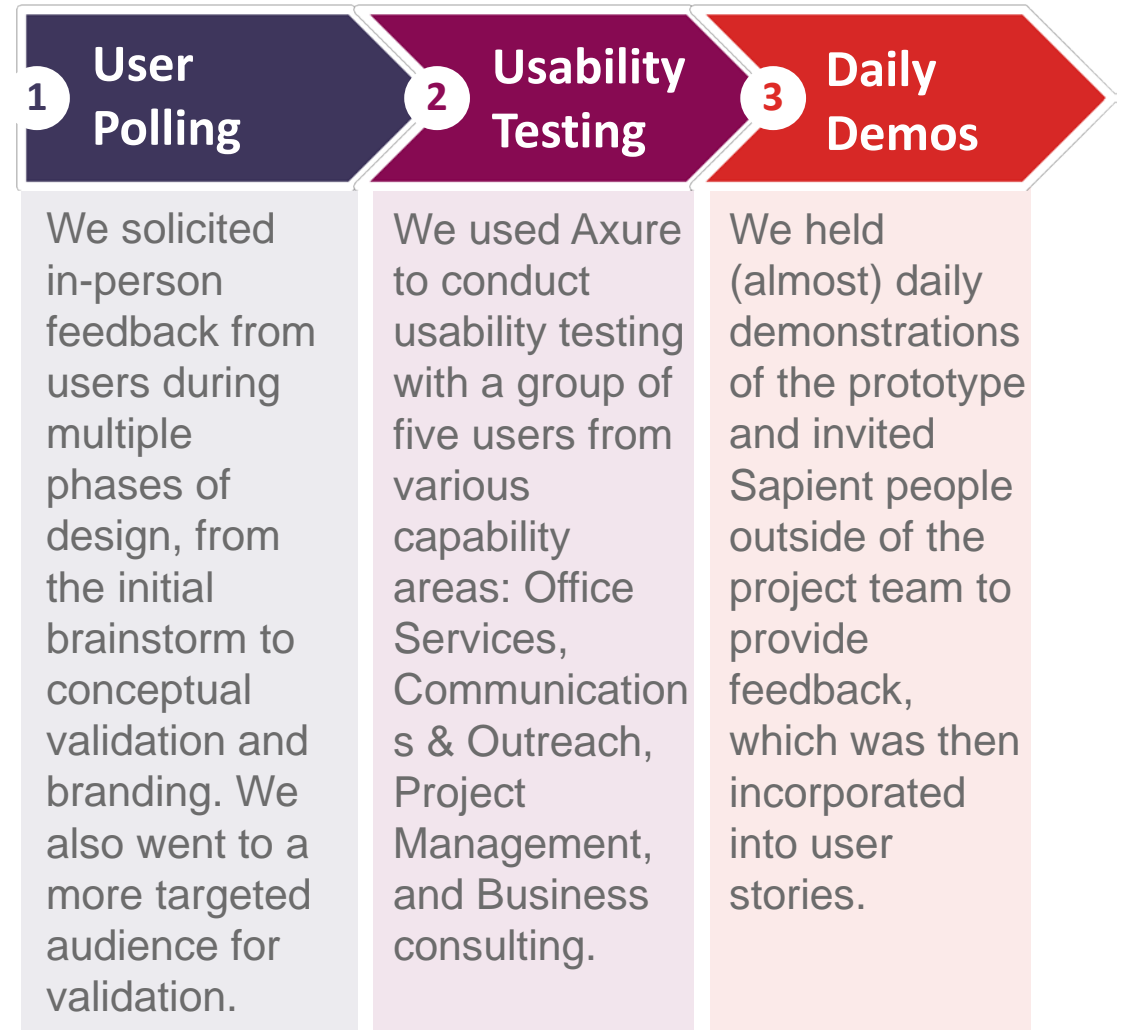 1
User
Polling
We solicited
in-person
feedback from
users during
multiple
phases of
design, from
the initial
brainstorm to
conceptual
validation and
branding. We
also went to a
more targeted
audience for
validation.
2
Usability
Testing
We used Axure
to conduct
usability testing
with a group of
five users from
various
capability
areas: Office
Services,
Communication
s & Outreach,
Project
Management,
and Business
consulting.
3
Daily
Demos
We held
(almost) daily
demonstrations
of the prototype
and invited
Sapient people
outside of the
project team to
provide
feedback,
which was then
incorporated
into user
stories.